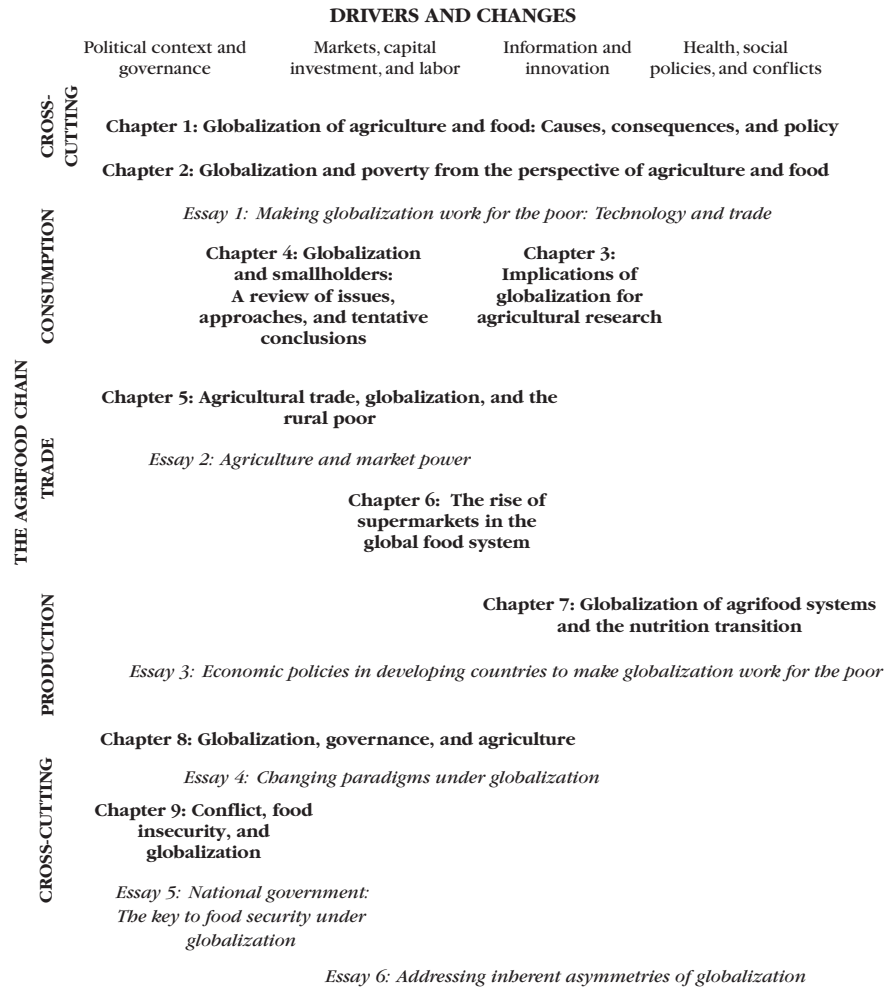 DRIVERS AND CHANGES
Political context and
governance
Markets, capital
investment, and labor
Information and
innovation
Health, social
policies, and conflicts
CROSS-
CUTTING
Chapter 1: Globalization of agriculture and food: Causes, consequences, and policy
Chapter 2: Globalization and poverty from the perspective of agriculture and food
Essay 1: Making globalization work for the poor: Technology and trade
THE AGRIFOOD CHAIN
CONSUMPTION
Chapter 4: Globalization
and smallholders:
A review of issues,
approaches, and tentative
conclusions
Chapter 3:
Implications of
globalization for
agricultural research
TRADE
Chapter 5: Agricultural trade, globalization, and the
rural poor
Essay 2: Agriculture and market power
Chapter 6: The rise of
supermarkets in the
global food system
PRODUCTION
Chapter 7: Globalization of agrifood systems
and the nutrition transition
Essay 3: Economic policies in developing countries to make globalization work for the poor
CROSS-CUTTING
Chapter 8: Globalization, governance, and agriculture
Essay 4: Changing paradigms under globalization
Chapter 9: Conflict, food
insecurity, and
globalization
Essay 5: National government:
The key to food security under
globalization
Essay 6: Addressing inherent asymmetries of globalization